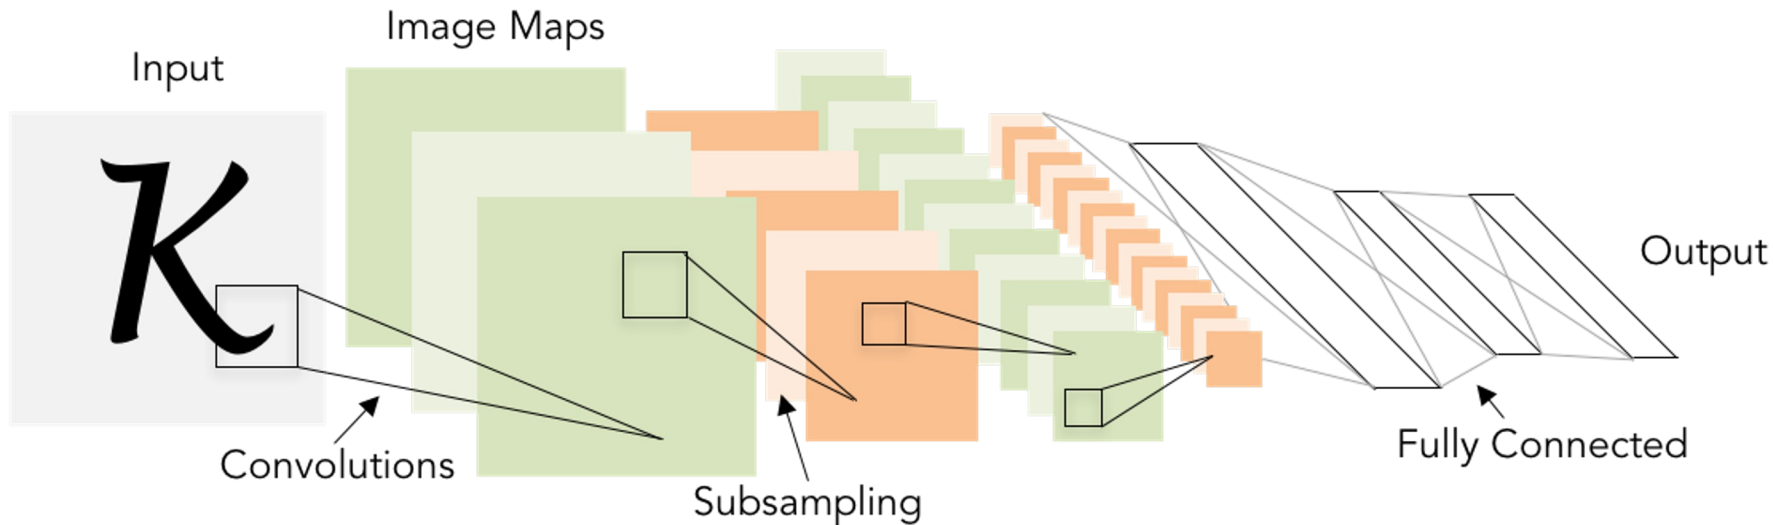 Input
Image Maps
K
Convolutions
Subsampling
Fully Connected
Output